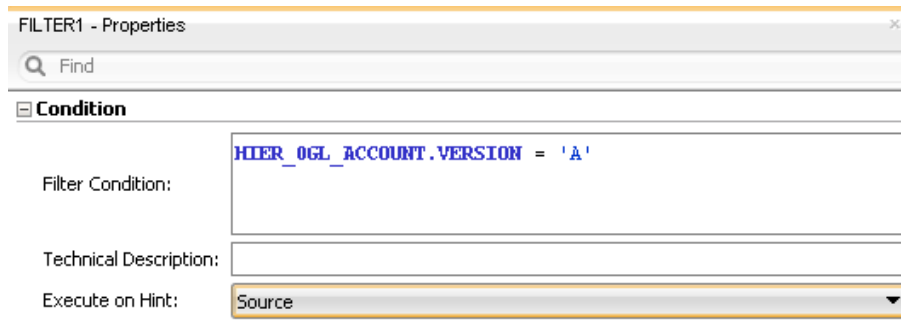 FILTER1 - Properties
Find
Condition
Filter Condition:
HIER_0GL_ACCOUNT.VERSION = 'A'
Technical Description:
Execute on Hint:
Source